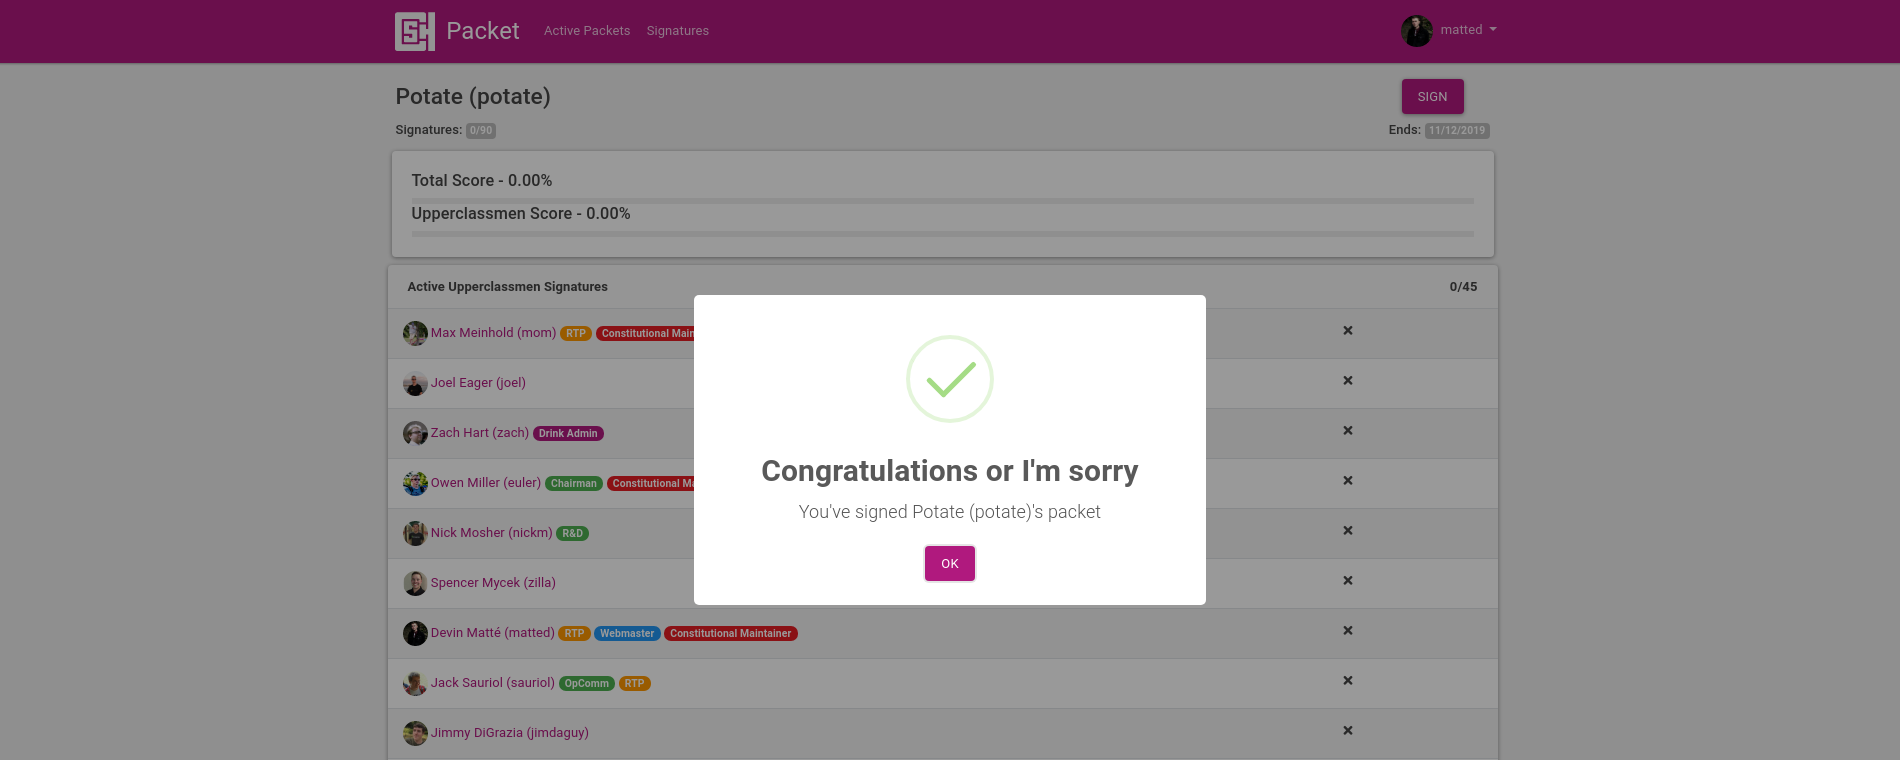 Packet Active Packets Signatures matted
Potate (potate) SIGN
Signatures: 0/90 Ends: 11/12/2019
Total Score - 0.00%
Upperclassmen Score - 0.00%
Active Upperclassmen Signatures 0/45
Max Meinhold (mom) RTP Constitutional Main
Joel Eager (joel)
Zach Hart (zach) Drink Admin
Owen Miller (euler) Chairman Constitutional Ma
Nick Mosher (nickm) R&D
Spencer Mycek (zilla)
Devin Matté (matted) RTP Webmaster Constitutional Maintainer
Jack Sauriol (sauriol) OpComm RTP
Jimmy DiGrazia (jimdaguy)
Congratulations or I'm sorry
You've signed Potate (potate)'s packet
OK